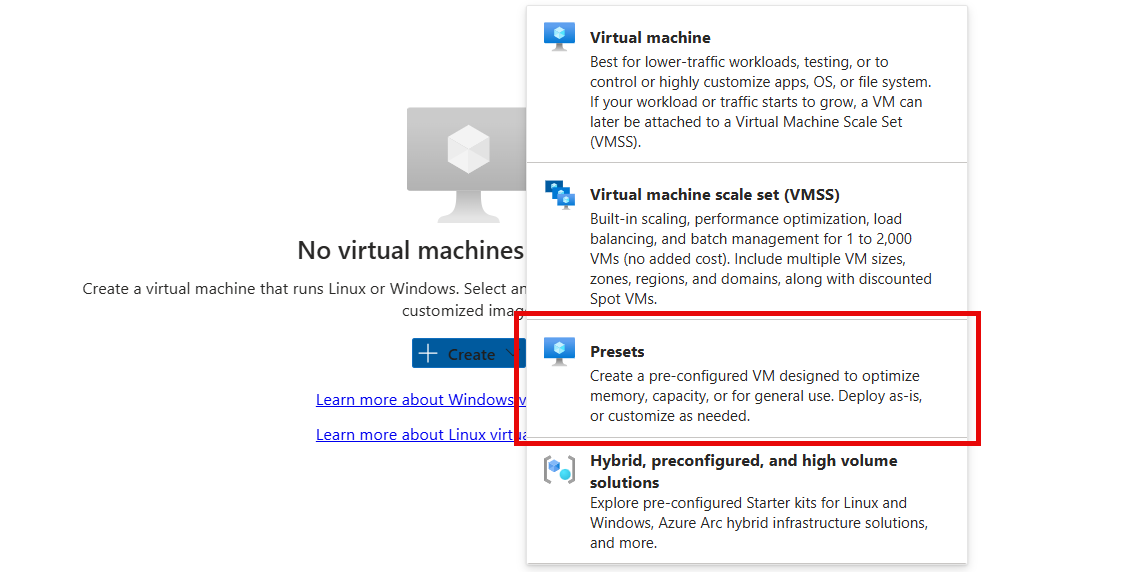 Virtual machine
Best for lower-traffic workloads, testing, or to
control or highly customize apps, OS, or file system.
If your workload or traffic starts to grow, a VM can
later be attached to a Virtual Machine Scale Set
(VMSS).
Virtual machine scale set (VMSS)
Built-in scaling, performance optimization, load
balancing, and batch management for 1 to 2,000
VMs (no added cost). Include multiple VM sizes,
zones, regions, and domains, along with discounted
Spot VMs.
Presets
Create a pre-configured VM designed to optimize
memory, capacity, or for general use. Deploy as-is,
or customize as needed.
Hybrid, preconfigured, and high volume
solutions
Explore pre-configured Starter kits for Linux and
Windows, Azure Arc hybrid infrastructure solutions,
and more.
No virtual machines
Create a virtual machine that runs Linux or Windows. Select an
customized
Create
Learn more about Windows
Learn more about Linux